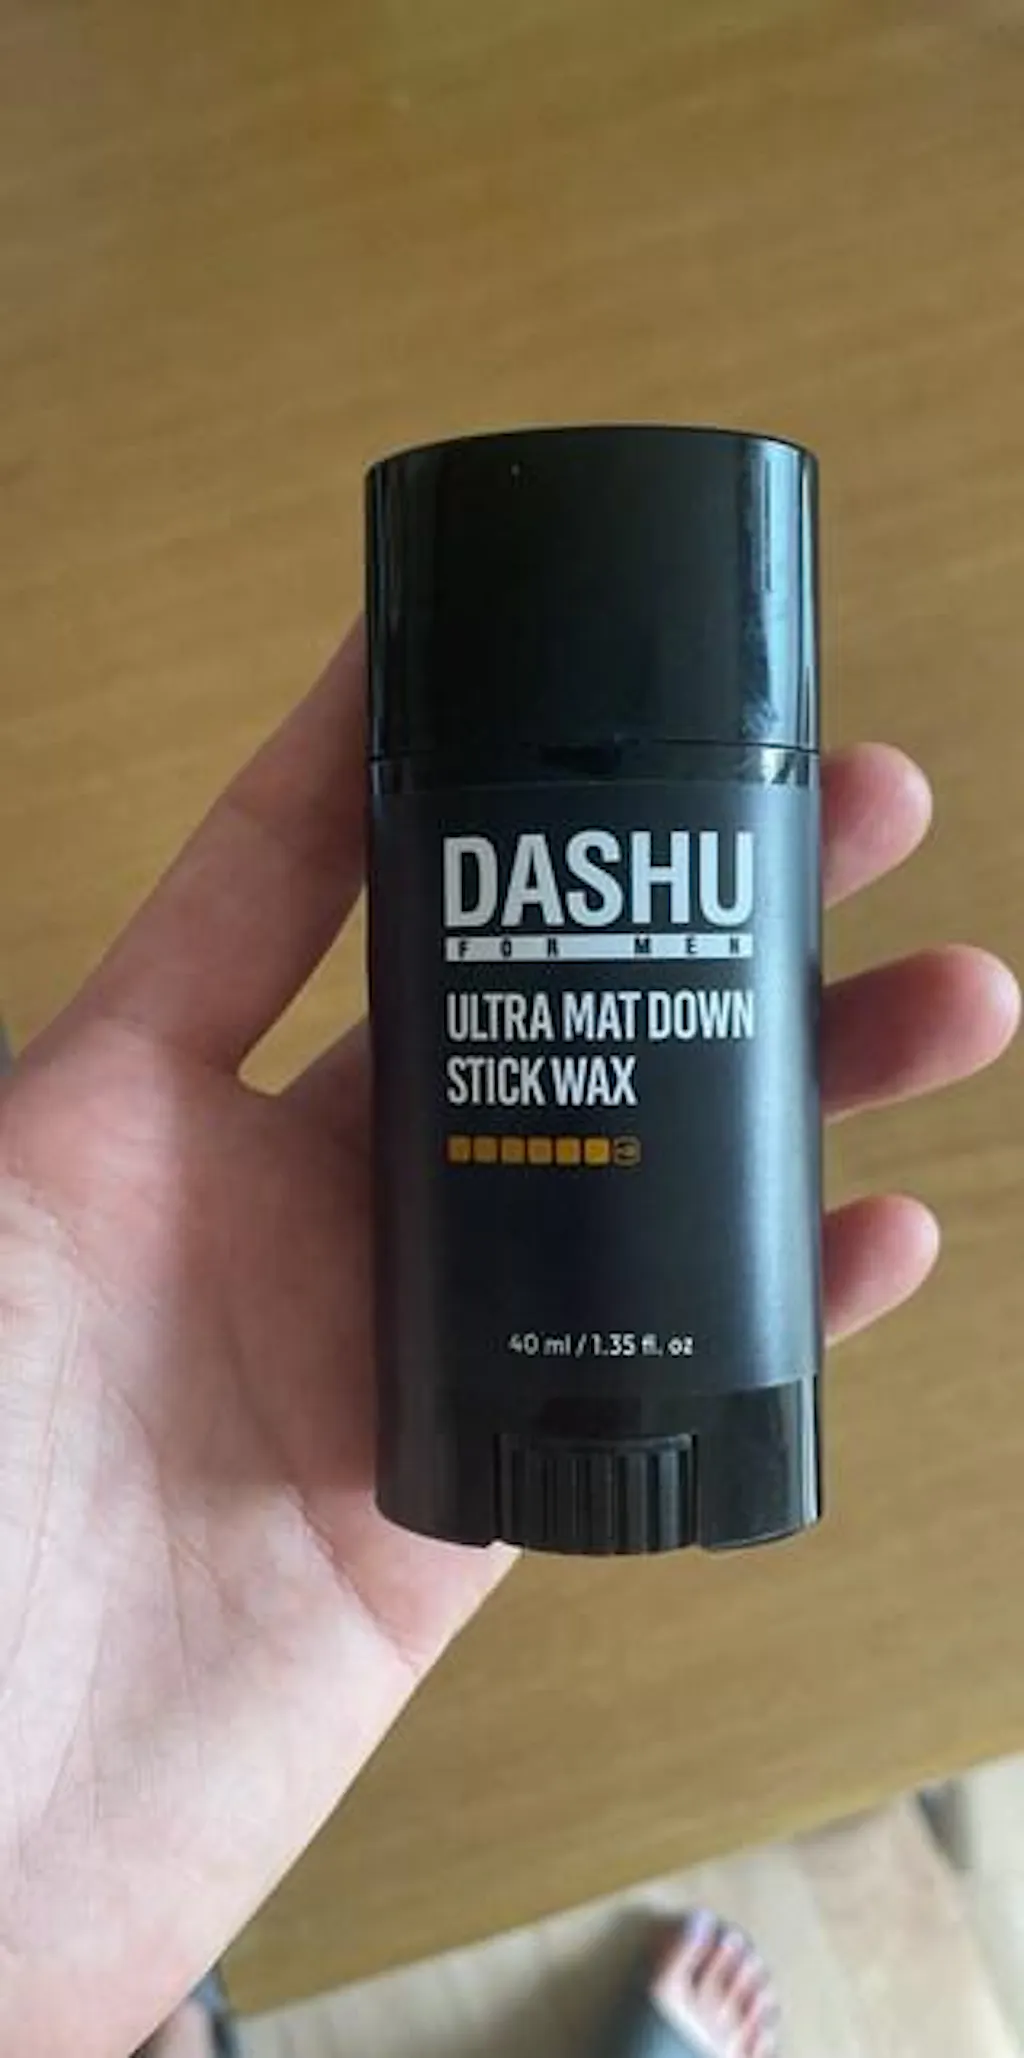 DASHU
FOR MEN
ULTRA MAT DOWN
STICK WAX
40 ml / 1.35 fl. oz